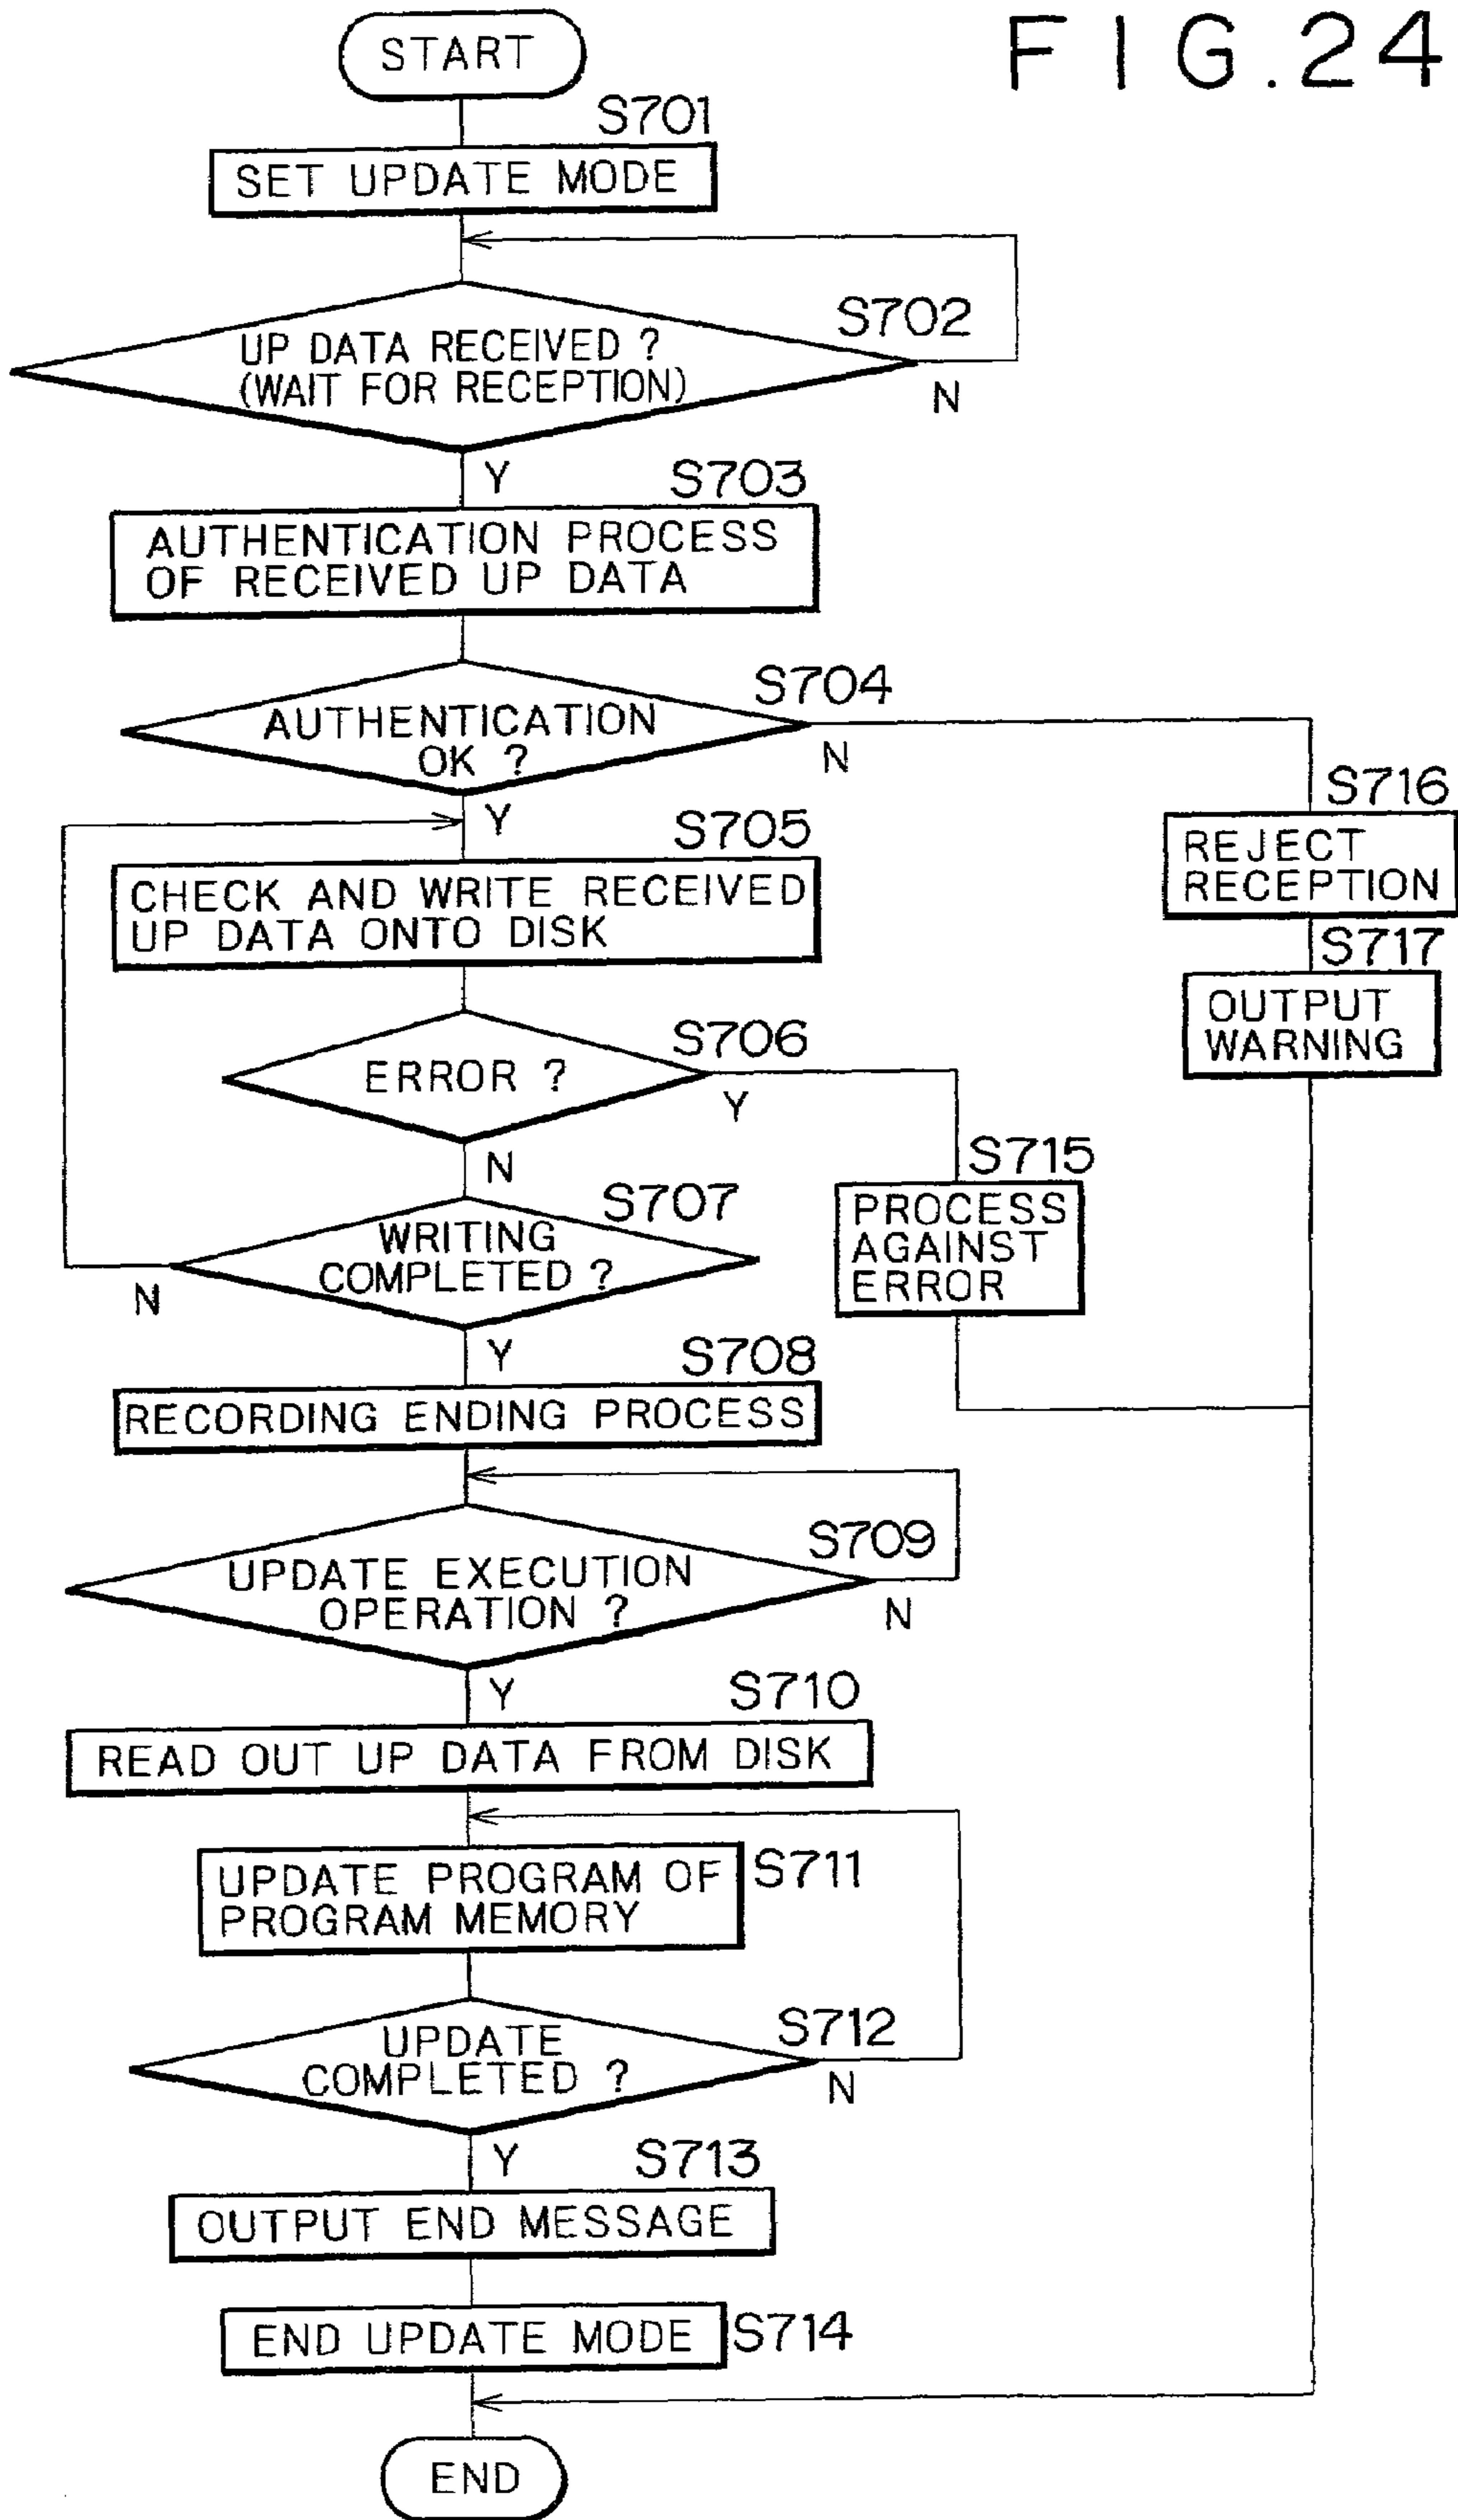 FIG.24
START
S701
SET UPDATE MODE
S702
UP DATA RECEIVED ?
(WAIT FOR RECEPTION)
N
Y
S703
AUTHENTICATION PROCESS
OF RECEIVED UP DATA
S704
AUTHENTICATION
OK ?
N
Y
S716
REJECT
RECEPTION
S705
CHECK AND WRITE RECEIVED
UP DATA ONTO DISK
S717
OUTPUT
WARNING
S706
ERROR ?
Y
N
S715
PROCESS
AGAINST
ERROR
S707
WRITING
COMPLETED ?
N
Y
S708
RECORDING ENDING PROCESS
S709
UPDATE EXECUTION
OPERATION ?
N
Y
S710
READ OUT UP DATA FROM DISK
S711
UPDATE PROGRAM OF
PROGRAM MEMORY
S712
UPDATE
COMPLETED ?
N
Y
S713
OUTPUT END MESSAGE
END UPDATE MODE
S714
END